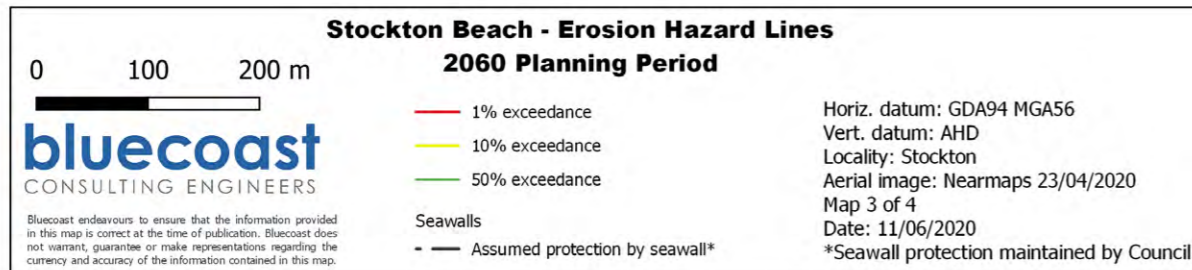 Stockton Beach - Erosion Hazard Lines
2060 Planning Period
0 100 200 m
bluecoast
CONSULTING ENGINEERS
Bluecoast endeavours to ensure that the information provided
in this map is correct at the time of publication. Bluecoast does
not warrant, guarantee or make representations regarding the
currency and accuracy of the information contained in this map.
1% exceedance
10% exceedance
50% exceedance
Seawalls
Assumed protection by seawall*
Horiz. datum: GDA94 MGA56
Vert. datum: AHD
Locality: Stockton
Aerial image: Nearmaps 23/04/2020
Map 3 of 4
Date: 11/06/2020
*Seawall protection maintained by Council